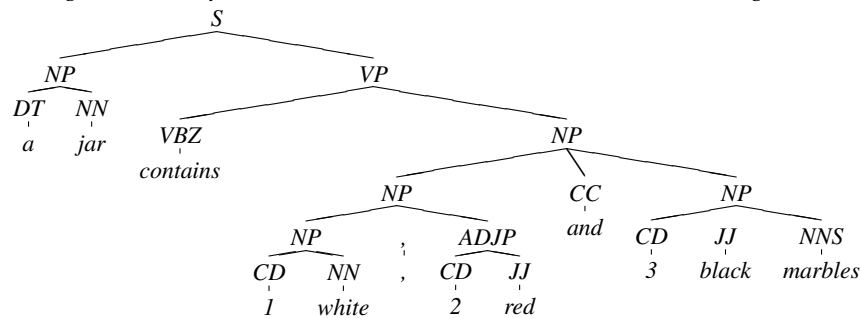 S
NP VP
DT NN VBZ NP
a jar contains NP CC NP
NP , ADJP and CD JJ NNS
CD NN , CD JJ 3 black marbles
1 white 2 red